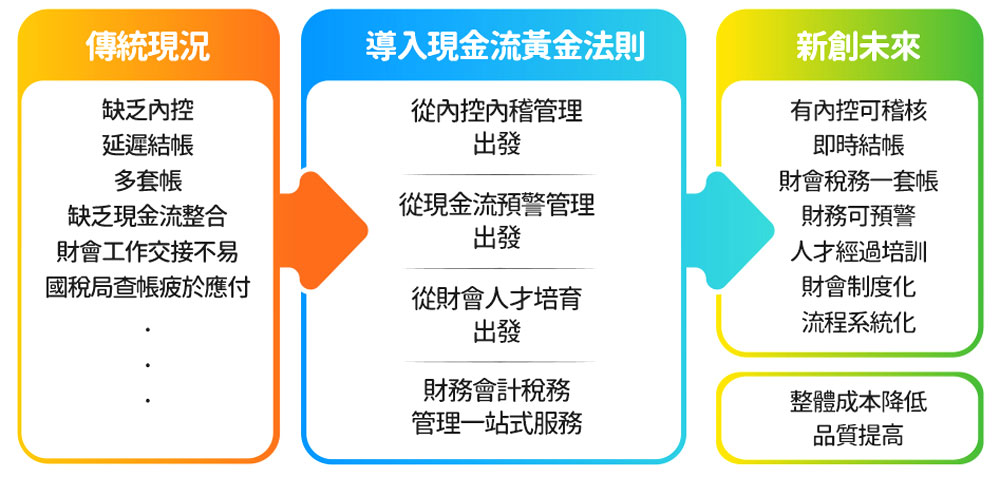 傳統現況
缺乏內控
延遲結帳
多套帳
缺乏現金流整合
財會工作交接不易
國稅局查帳疲於應付
.
.
.
導入現金流黃金法則
從內控內稽管理
出發
從現金流預警管理
出發
從財會人才培育
出發
財務會計稅務
管理一站式服務
新創未來
有內控可稽核
即時結帳
財會稅務一套帳
財務可預警
人才經過培訓
財會制度化
流程系統化
整體成本降低
品質提高